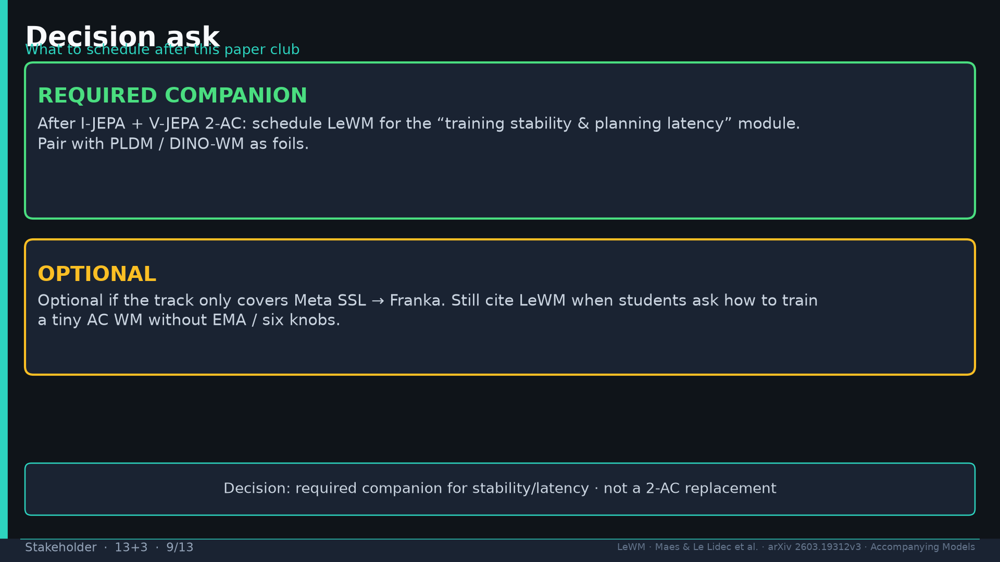 Decision ask
What to schedule after this paper club
REQUIRED COMPANION
After I-JEPA + V-JEPA 2-AC: schedule LeWM for the “training stability & planning latency” module.
Pair with PLDM / DINO-WM as foils.
OPTIONAL
Optional if the track only covers Meta SSL → Franka. Still cite LeWM when students ask how to train
a tiny AC WM without EMA / six knobs.
Decision: required companion for stability/latency · not a 2-AC replacement
Stakeholder · 13+3 · 9/13
LeWM · Maes & Le Lidec et al. · arXiv 2603.19312v3 · Accompanying Models